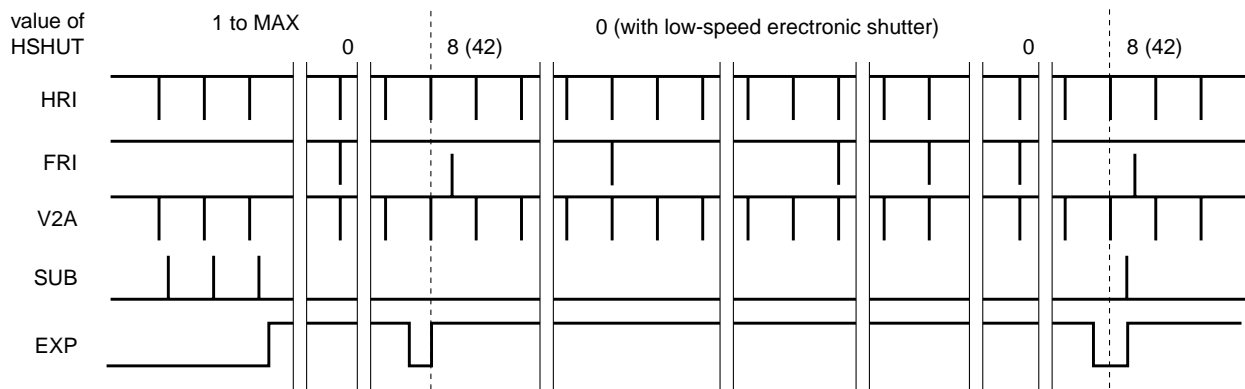 value of
HSHUT
1 to MAX
0
8 (42)
0 (with low-speed erectronic shutter)
0
8 (42)
HRI
FRI
V2A
SUB
EXP